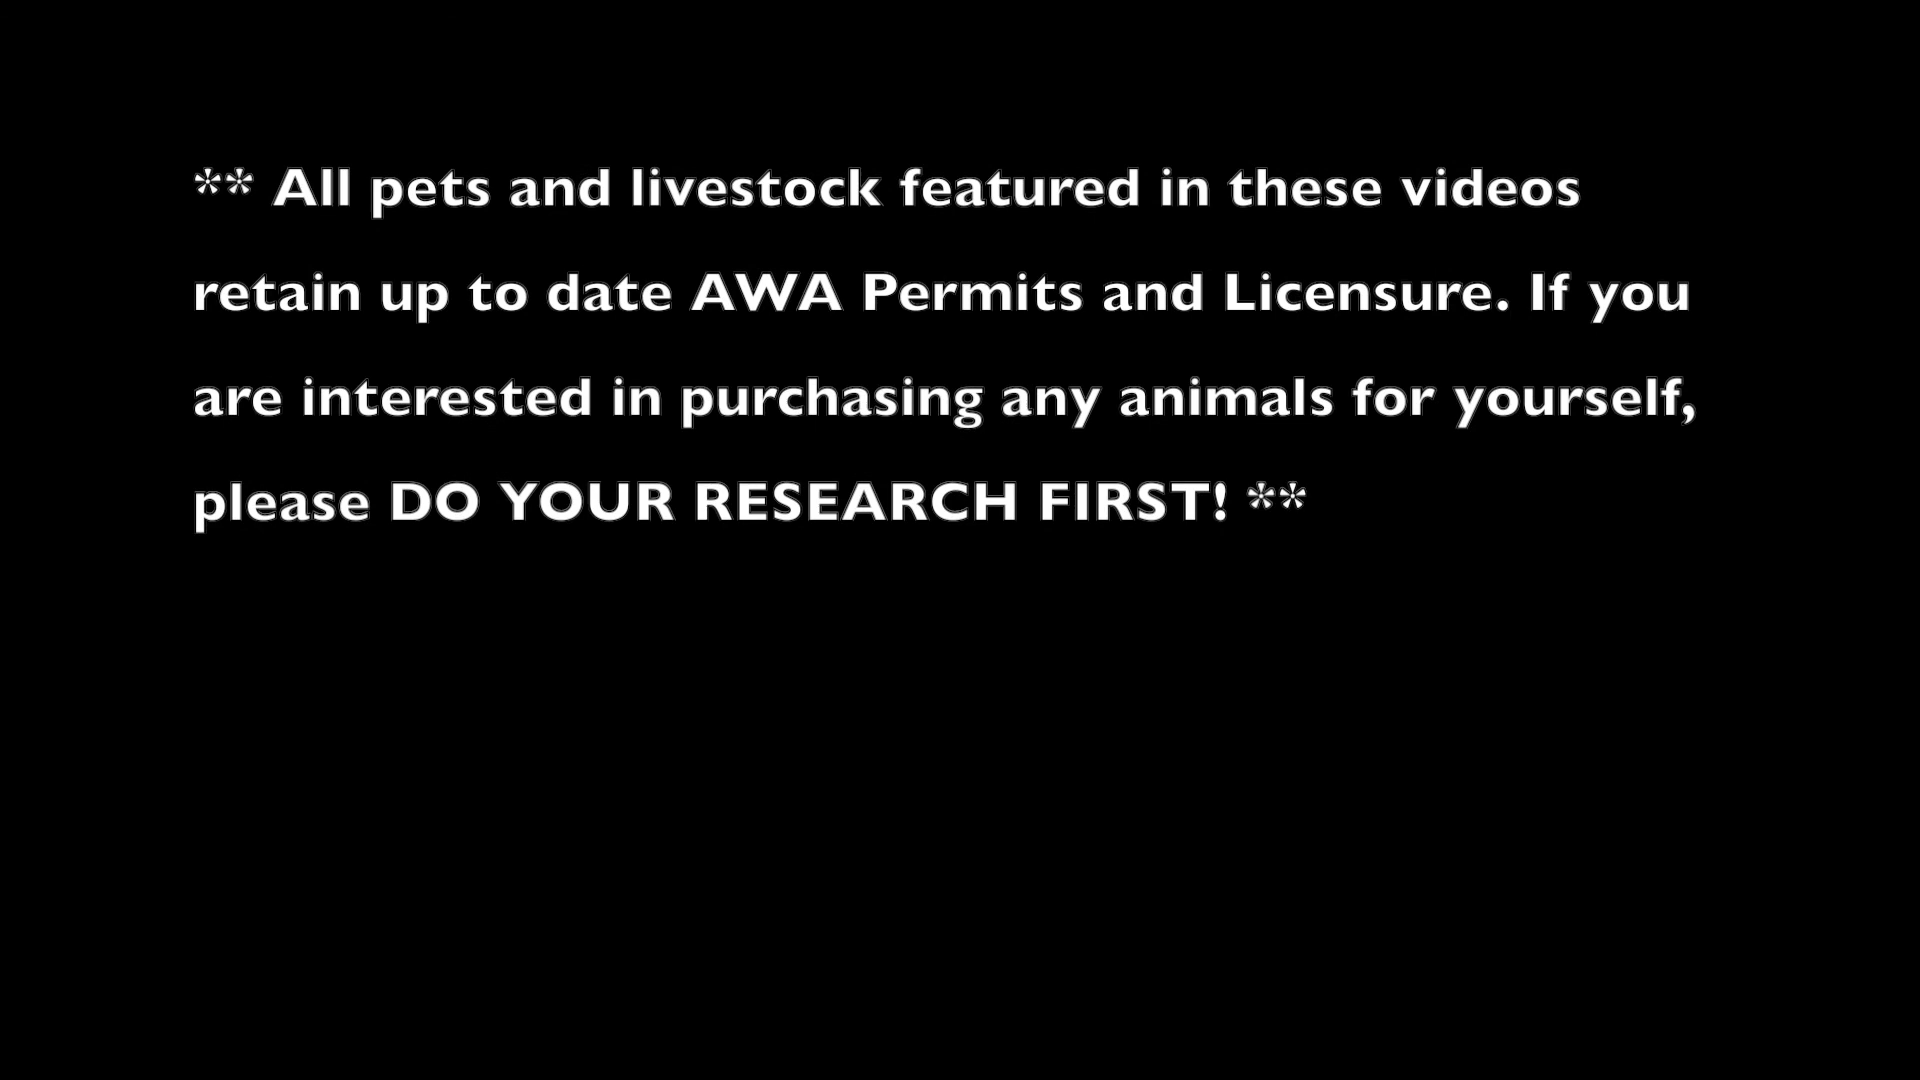 ** All pets and livestock featured in these videos
retain up to date AWA Permits and Licensure. If you
are interested in purchasing any animals for yourself,
please DO YOUR RESEARCH FIRST! **